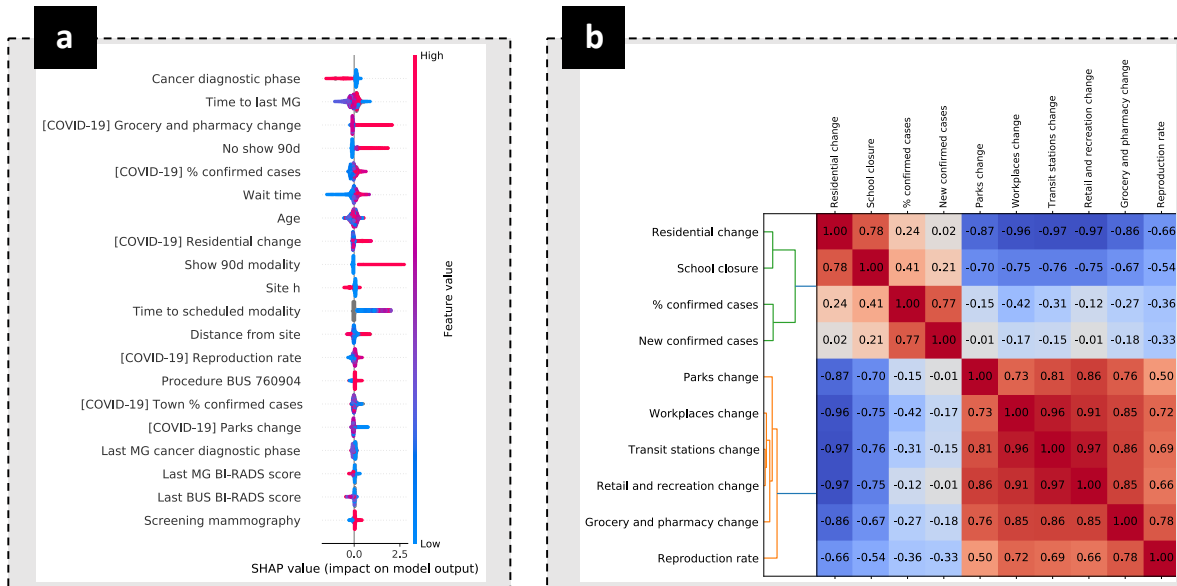 a
High
Cancer diagnostic phase
Time to last MG
[COVID-19] Grocery and pharmacy change
No show 90d
[COVID-19] % confirmed cases
Wait time
Age
[COVID-19] Residential change
Show 90d modality
Site h
Time to scheduled modality
Distance from site
[COVID-19] Reproduction rate
Procedure BUS 760904
[COVID-19] Town % confirmed cases
[COVID-19] Parks change
Last MG cancer diagnostic phase
Last MG BI-RADS score
Last BUS BI-RADS score
Screening mammography
Feature value
Low
0.0 2.5
SHAP value (impact on model output)
b
Residential change
School closure
% confirmed cases
New confirmed cases
Parks change
Workplaces change
Transit stations change
Retail and recreation change
Grocery and pharmacy change
Reproduction rate
Residential change 1.00 0.78 0.24 0.02 -0.87 -0.96 -0.97 -0.97 -0.86 -0.66
School closure 0.78 1.00 0.41 0.21 -0.70 -0.75 -0.76 -0.75 -0.67 -0.54
% confirmed cases 0.24 0.41 1.00 0.77 -0.15 -0.42 -0.31 -0.12 -0.27 -0.36
New confirmed cases 0.02 0.21 0.77 1.00 -0.01 -0.17 -0.15 -0.01 -0.18 -0.33
Parks change -0.87 -0.70 -0.15 -0.01 1.00 0.73 0.81 0.86 0.76 0.50
Workplaces change -0.96 -0.75 -0.42 -0.17 0.73 1.00 0.96 0.91 0.85 0.72
Transit stations change -0.97 -0.76 -0.31 -0.15 0.81 0.96 1.00 0.97 0.86 0.69
Retail and recreation change -0.97 -0.75 -0.12 -0.01 0.86 0.91 0.97 1.00 0.85 0.66
Grocery and pharmacy change -0.86 -0.67 -0.27 -0.18 0.76 0.85 0.86 0.85 1.00 0.78
Reproduction rate -0.66 -0.54 -0.36 -0.33 0.50 0.72 0.69 0.66 0.78 1.00